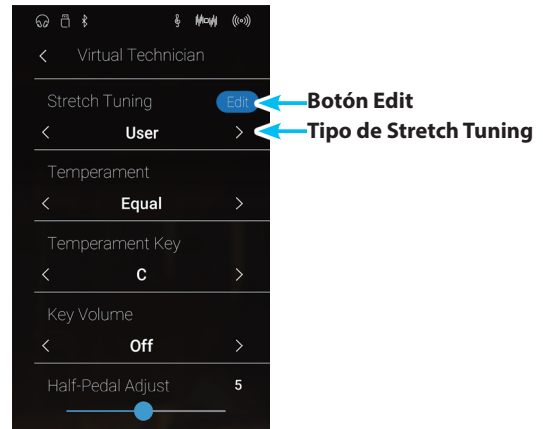 Virtual Technician
Stretch Tuning Edit
User
Temperament
Equal
Temperament Key
C
Key Volume
Off
Half-Pedal Adjust 5
Botón Edit
Tipo de Stretch Tuning